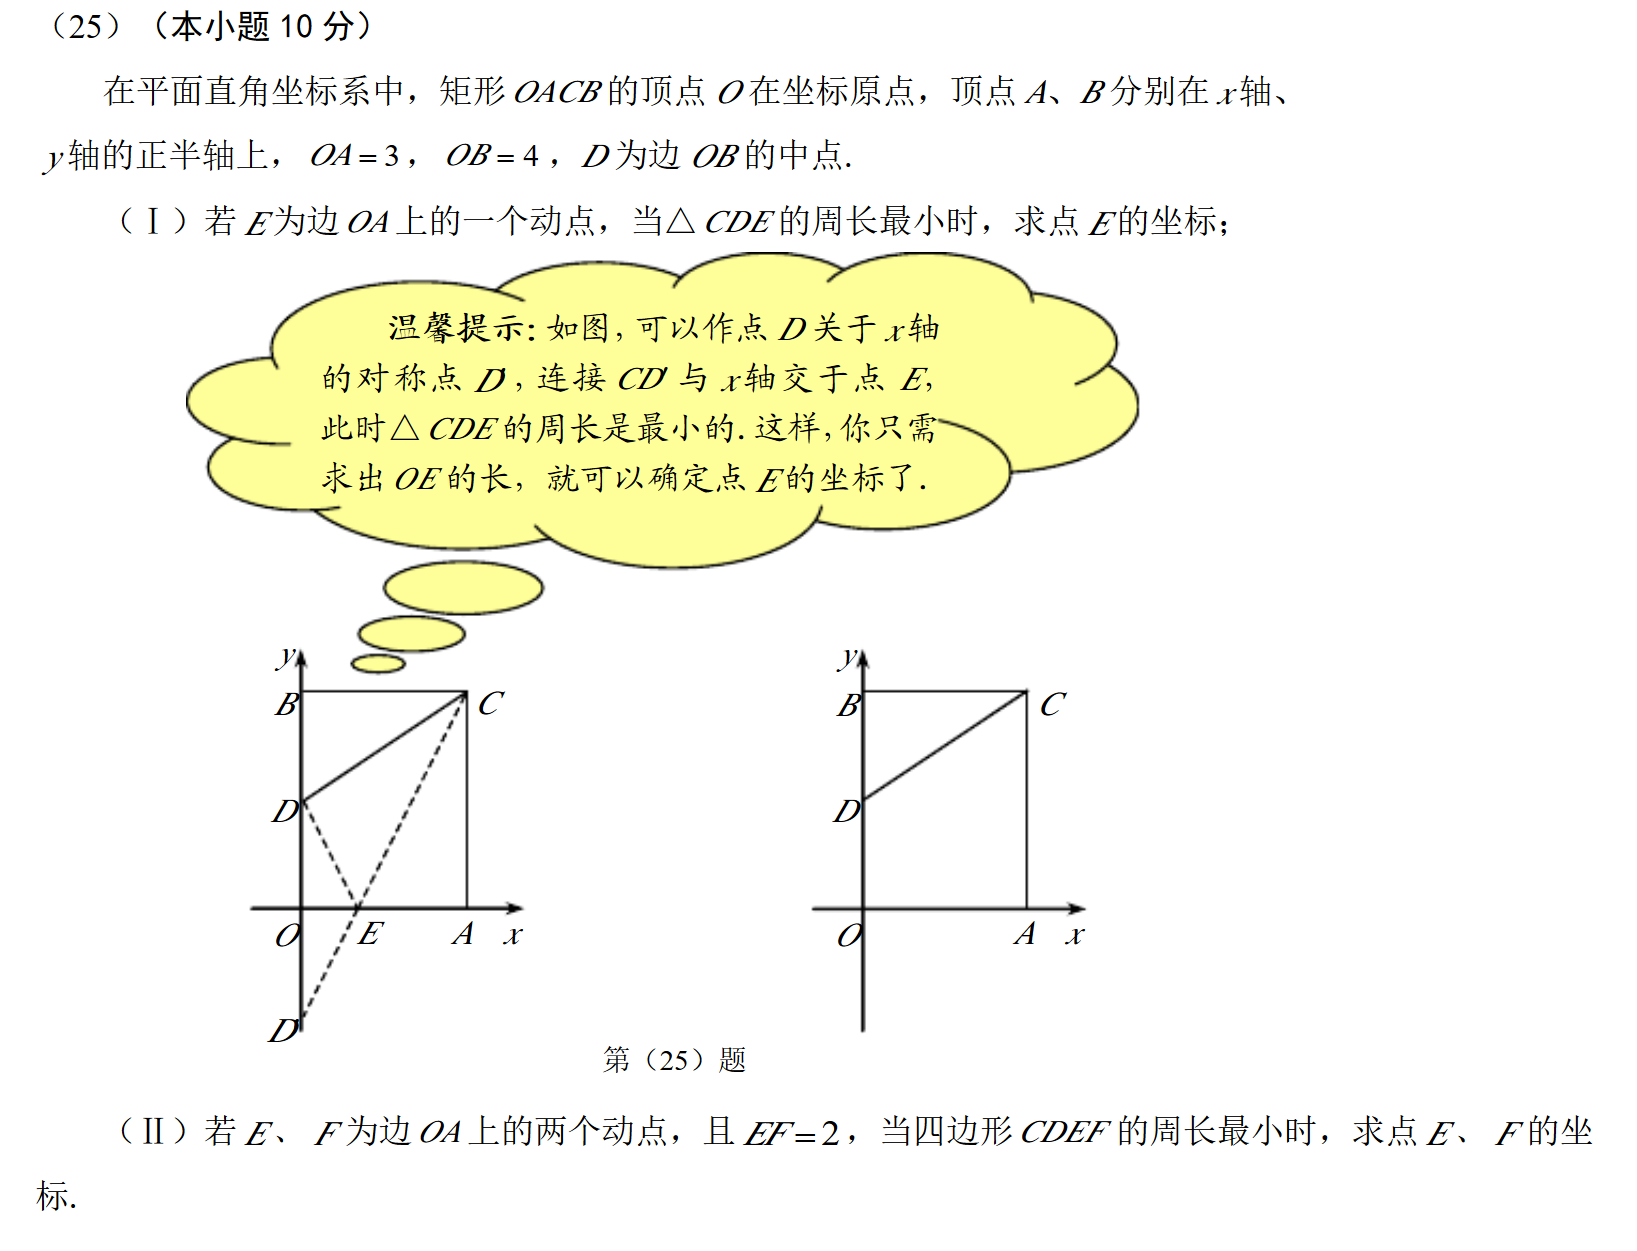 （25）（本小题 10 分）
在平面直角坐标系中，矩形 OACB 的顶点 O 在坐标原点，顶点 A、B 分别在 x 轴、
y 轴的正半轴上，OA = 3，OB = 4，D 为边 OB 的中点.
（Ⅰ）若 E 为边 OA 上的一个动点，当△CDE 的周长最小时，求点 E 的坐标；
温馨提示：如图，可以作点 D 关于 x 轴
的对称点 D′，连接 CD′ 与 x 轴交于点 E，
此时△CDE 的周长是最小的. 这样，你只需
求出 OE 的长，就可以确定点 E 的坐标了.
y
B
C
D
O
E
A
x
D′
y
B
C
D
O
A
x
第（25）题
（Ⅱ）若 E、F 为边 OA 上的两个动点，且 EF = 2，当四边形 CDEF 的周长最小时，求点 E、F 的坐
标.